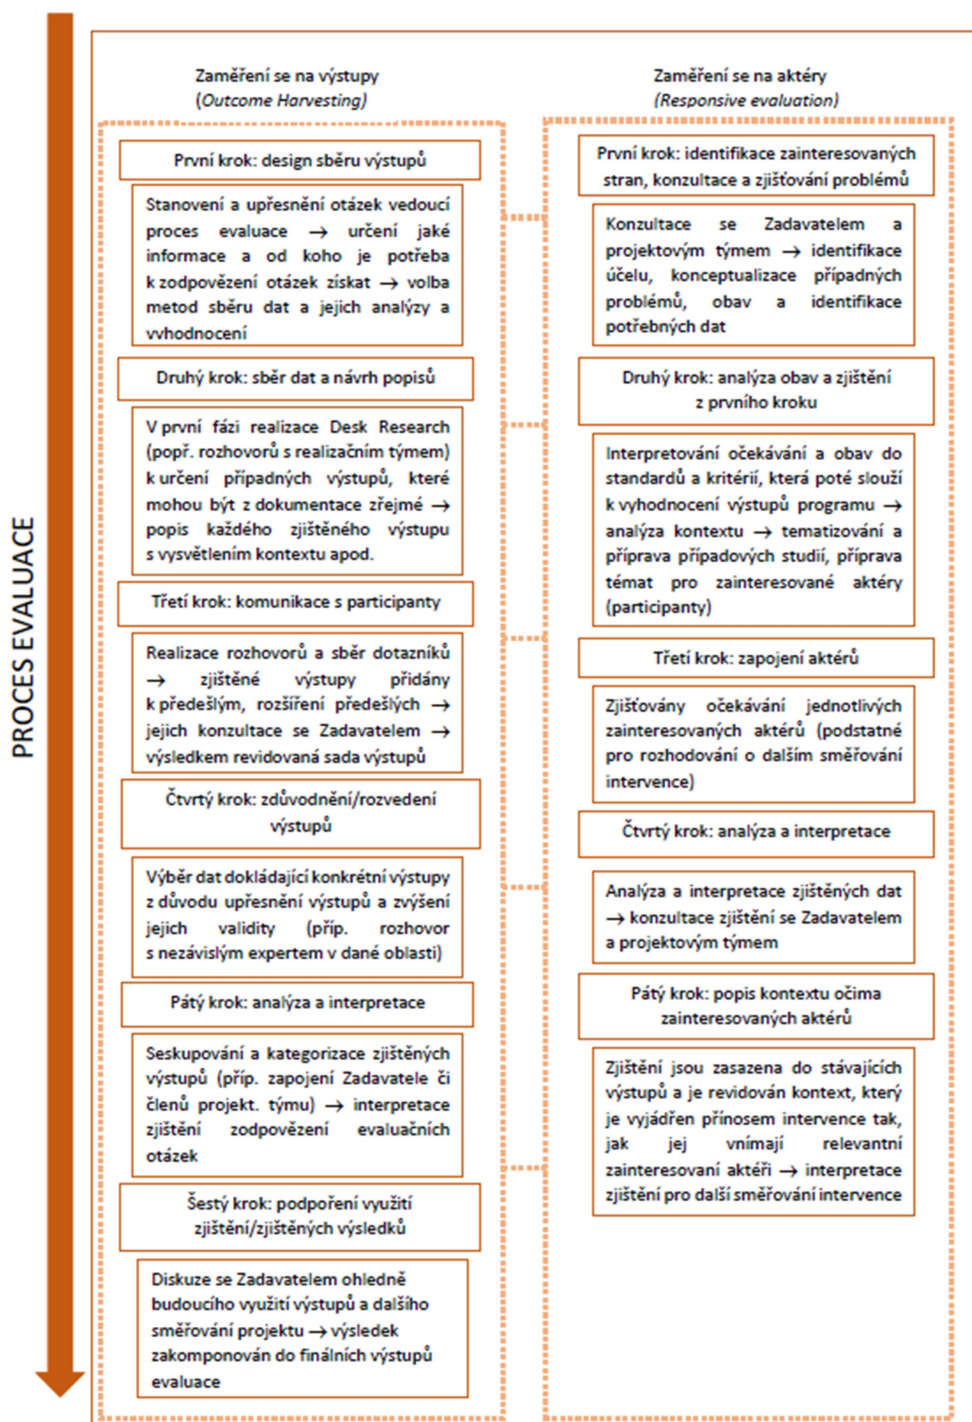 PROCES EVALUACE
Zaměření se na výstupy
(Outcome Harvesting)
První krok: design sběru výstupů
Stanovení a upřesnění otázek vedoucí
proces evaluace → určení jaké
informace a od koho je potřeba
k zodpovězení otázek získat → volba
metod sběru dat a jejich analýzy a
vvhodnocení
Druhý krok: sběr dat a návrh popisů
V první fázi realizace Desk Research
(popř. rozhovorů s realizačním týmem)
k určení případných výstupů, které
mohou být z dokumentace zřejmé →
popis každého zjištěného výstupu
s vysvětlením kontextu apod.
Třetí krok: komunikace s participanty
Realizace rozhovorů a sběr dotazníků
→ zjištěné výstupy přidány
k předešlým, rozšíření předešlých →
jejich konzultace se Zadavatelem →
výsledkem revidovaná sada výstupů
Čtvrtý krok: zdůvodnění/rozvedení
výstupů
Výběr dat dokládající konkrétní výstupy
z důvodu upřesnění výstupů a zvýšení
jejich validity (příp. rozhovor
s nezávislým expertem v dané oblasti)
Pátý krok: analýza a interpretace
Seskupování a kategorizace zjištěných
výstupů (příp. zapojení Zadavatele či
členů projekt. týmu) → interpretace
zjištění zodpovězení evaluačních
otázek
Šestý krok: podpoření využití
zjištění/zjištěných výsledků
Diskuze se Zadavatelem ohledně
budoucího využití výstupů a dalšího
směřování projektu → výsledek
zakomponován do finálních výstupů
evaluace
Zaměření se na aktéry
(Responsive evaluation)
První krok: identifikace zainteresovaných
stran, konzultace a zjišťování problémů
Konzultace se Zadavatelem a
projektovým týmem → identifikace
účelu, konceptualizace případných
problémů, obav a identifikace
potřebných dat
Druhý krok: analýza obav a zjištění
z prvního kroku
Interpretování očekávání a obav do
standardů a kritérií, která poté slouží
k vyhodnocení výstupů programu →
analýza kontextu → tematizování a
příprava případových studií, příprava
témat pro zainteresované aktéry
(participanty)
Třetí krok: zapojení aktérů
Zjišťovány očekávání jednotlivých
zainteresovaných aktérů (podstatné
pro rozhodování o dalším směřování
intervence)
Čtvrtý krok: analýza a interpretace
Analýza a interpretace zjištěných dat
→ konzultace zjištění se Zadavatelem
a projektovým týmem
Pátý krok: popis kontextu očima
zainteresovaných aktérů
Zjištění jsou zasazena do stávajících
výstupů a je revidován kontext, který
je vyjádřen přínosem intervence tak,
jak jej vnímají relevantní
zainteresovaní aktéři → interpretace
zjištění pro další směřování intervence